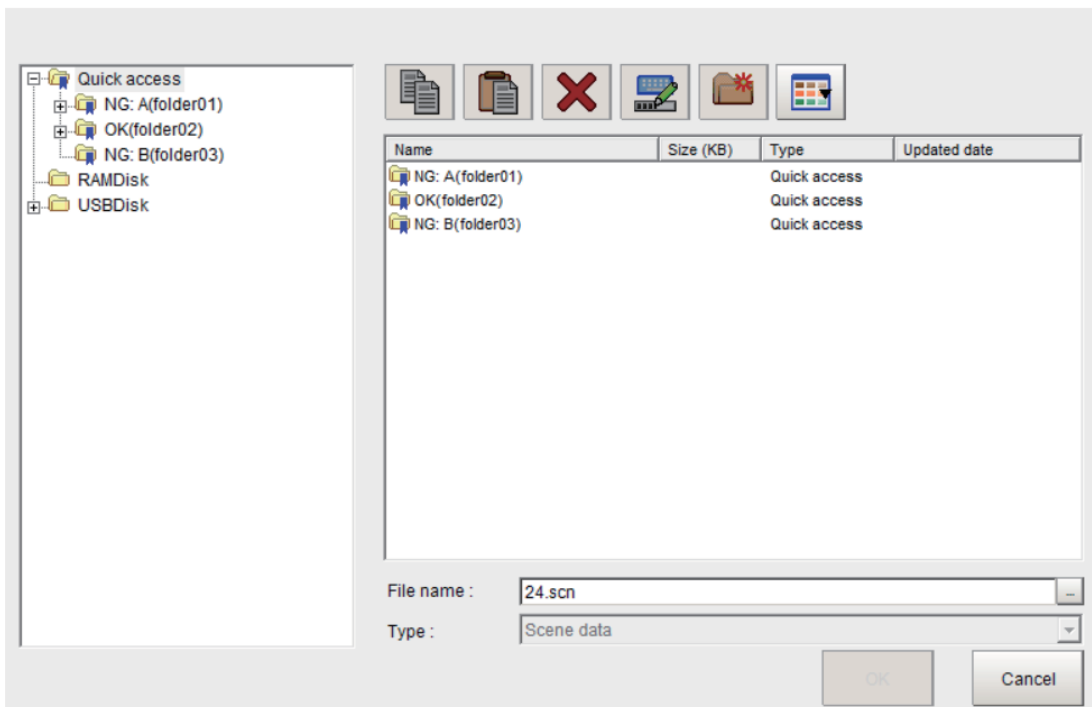 Quick access
NG: A(folder01)
OK(folder02)
NG: B(folder03)
RAMDisk
USBDisk
Name Size (KB) Type Updated date
NG: A(folder01) Quick access
OK(folder02) Quick access
NG: B(folder03) Quick access
File name : 24.scn ...
Type : Scene data
OK Cancel